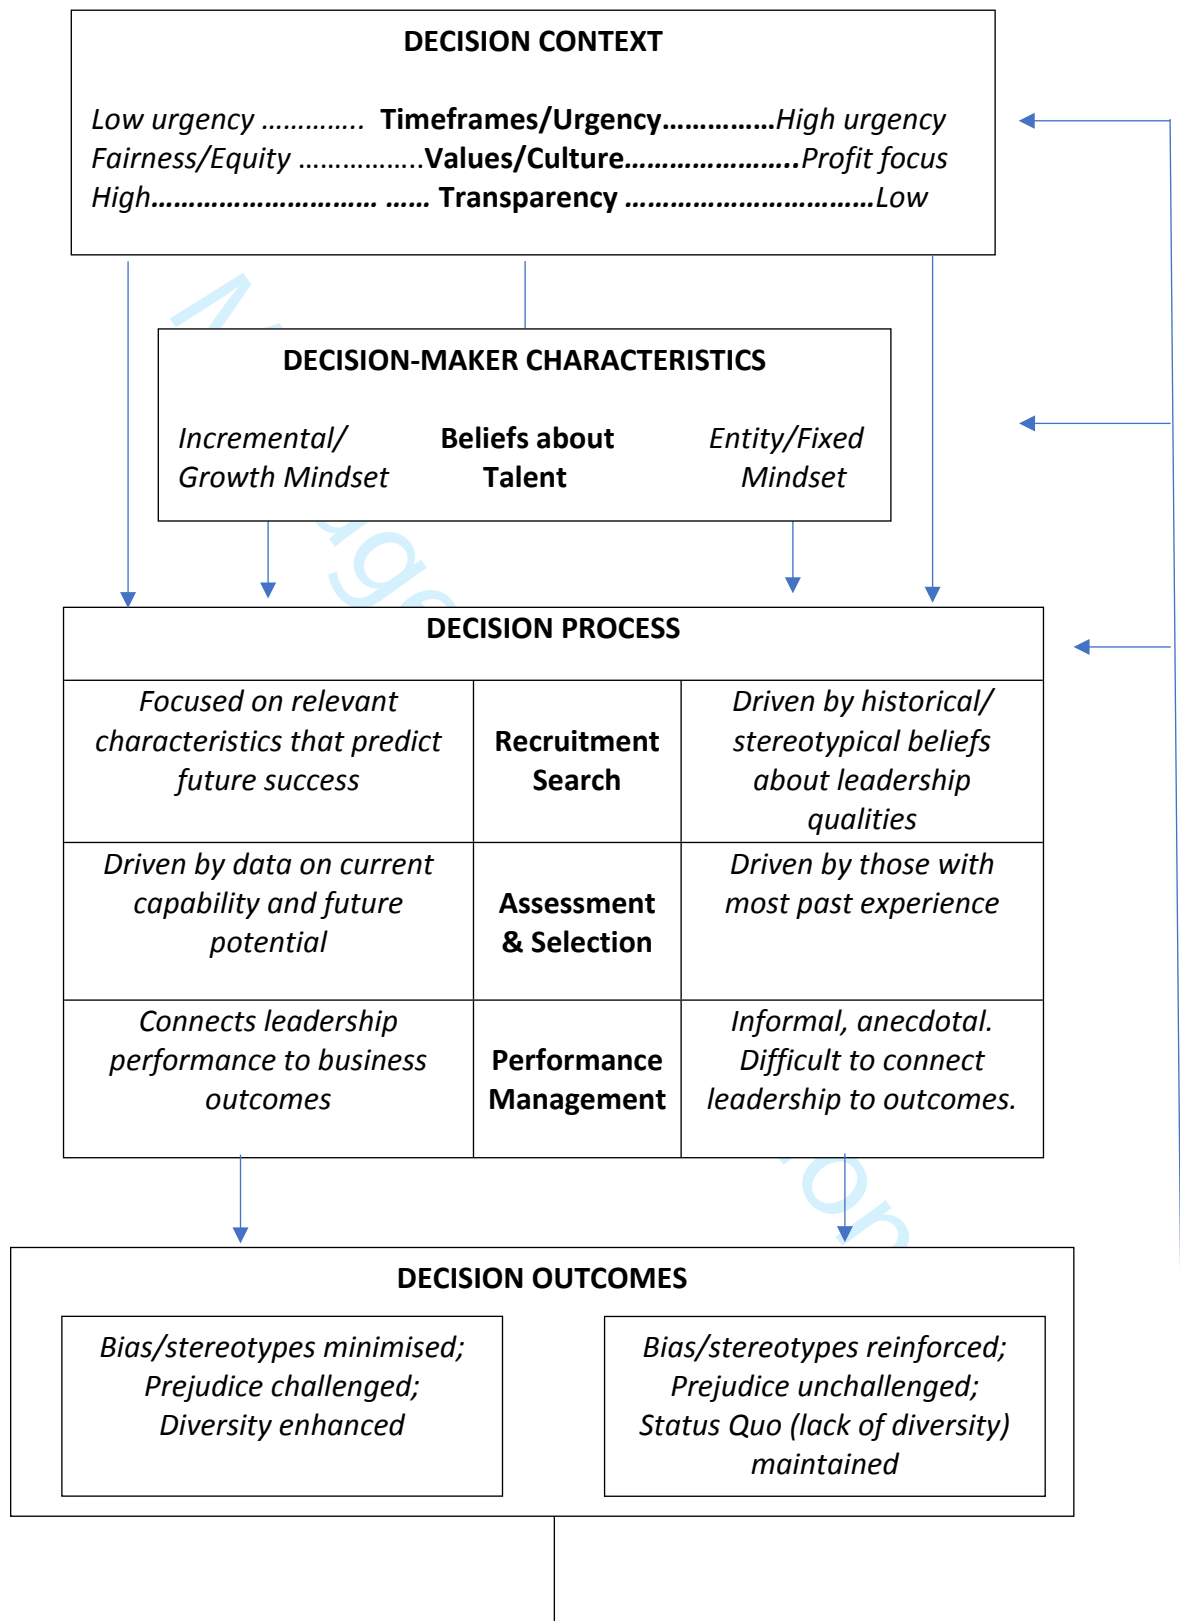 DECISION CONTEXT
Low urgency ………….. Timeframes/Urgency……………High urgency
Fairness/Equity ……………..Values/Culture…………………..Profit focus
High………………………… …… Transparency …………………………Low
DECISION-MAKER CHARACTERISTICS
Incremental/
Growth Mindset
Beliefs about
Talent
Entity/Fixed
Mindset
DECISION PROCESS
Focused on relevant
characteristics that predict
future success
Recruitment
Search
Driven by historical/
stereotypical beliefs
about leadership
qualities
Driven by data on current
capability and future
potential
Assessment
& Selection
Driven by those with
most past experience
Connects leadership
performance to business
outcomes
Performance
Management
Informal, anecdotal.
Difficult to connect
leadership to outcomes.
DECISION OUTCOMES
Bias/stereotypes minimised;
Prejudice challenged;
Diversity enhanced
Bias/stereotypes reinforced;
Prejudice unchallenged;
Status Quo (lack of diversity)
maintained